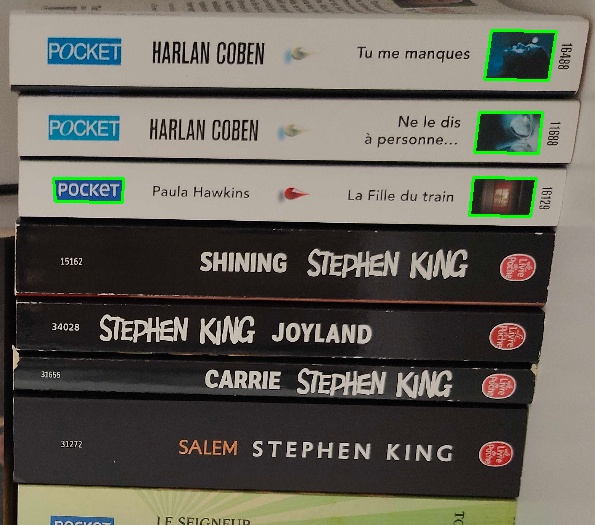 POCKET HARLAN COBEN Tu me manques 16488
POCKET HARLAN COBEN Ne le dis
à personne... 11688
POCKET Paula Hawkins La Fille du train 16129
15162 SHINING STEPHEN KING Le Livre de Poche
34028 STEPHEN KING JOYLAND Le Livre de Poche
31655 CARRIE STEPHEN KING Le Livre de Poche
31272 SALEM STEPHEN KING Le Livre de Poche
POCKET LE SEIGNEUR